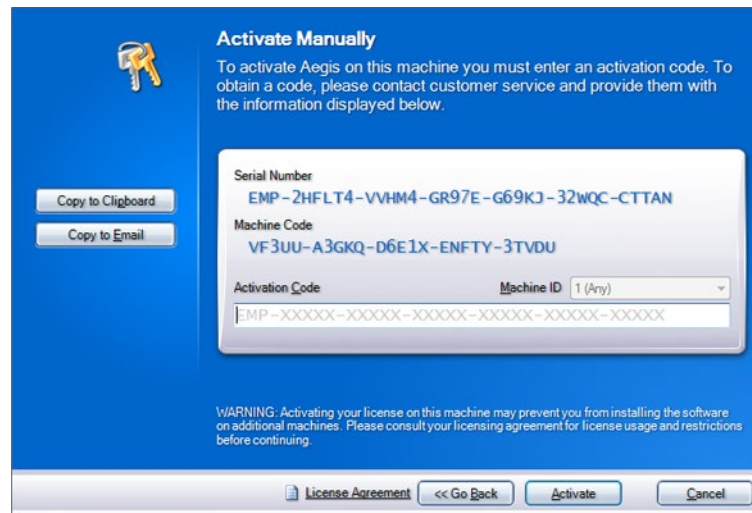 Activate Manually
To activate Aegis on this machine you must enter an activation code. To
obtain a code, please contact customer service and provide them with
the information displayed below.
Serial Number
EMP-2HFLT4-VVHM4-GR97E-G69KJ-32WQC-CTTAN
Copy to Clipboard
Machine Code
Copy to Email
VF3UU-A3GKQ-D6E1X-ENFTY-3TVDU
Activation Code Machine ID 1 (Any)
EMP-XXXXX-XXXXX-XXXXX-XXXXX-XXXXX-XXXXX
WARNING: Activating your license on this machine may prevent you from installing the software
on additional machines. Please consult your licensing agreement for license usage and restrictions
before continuing.
License Agreement << Go Back Activate Cancel